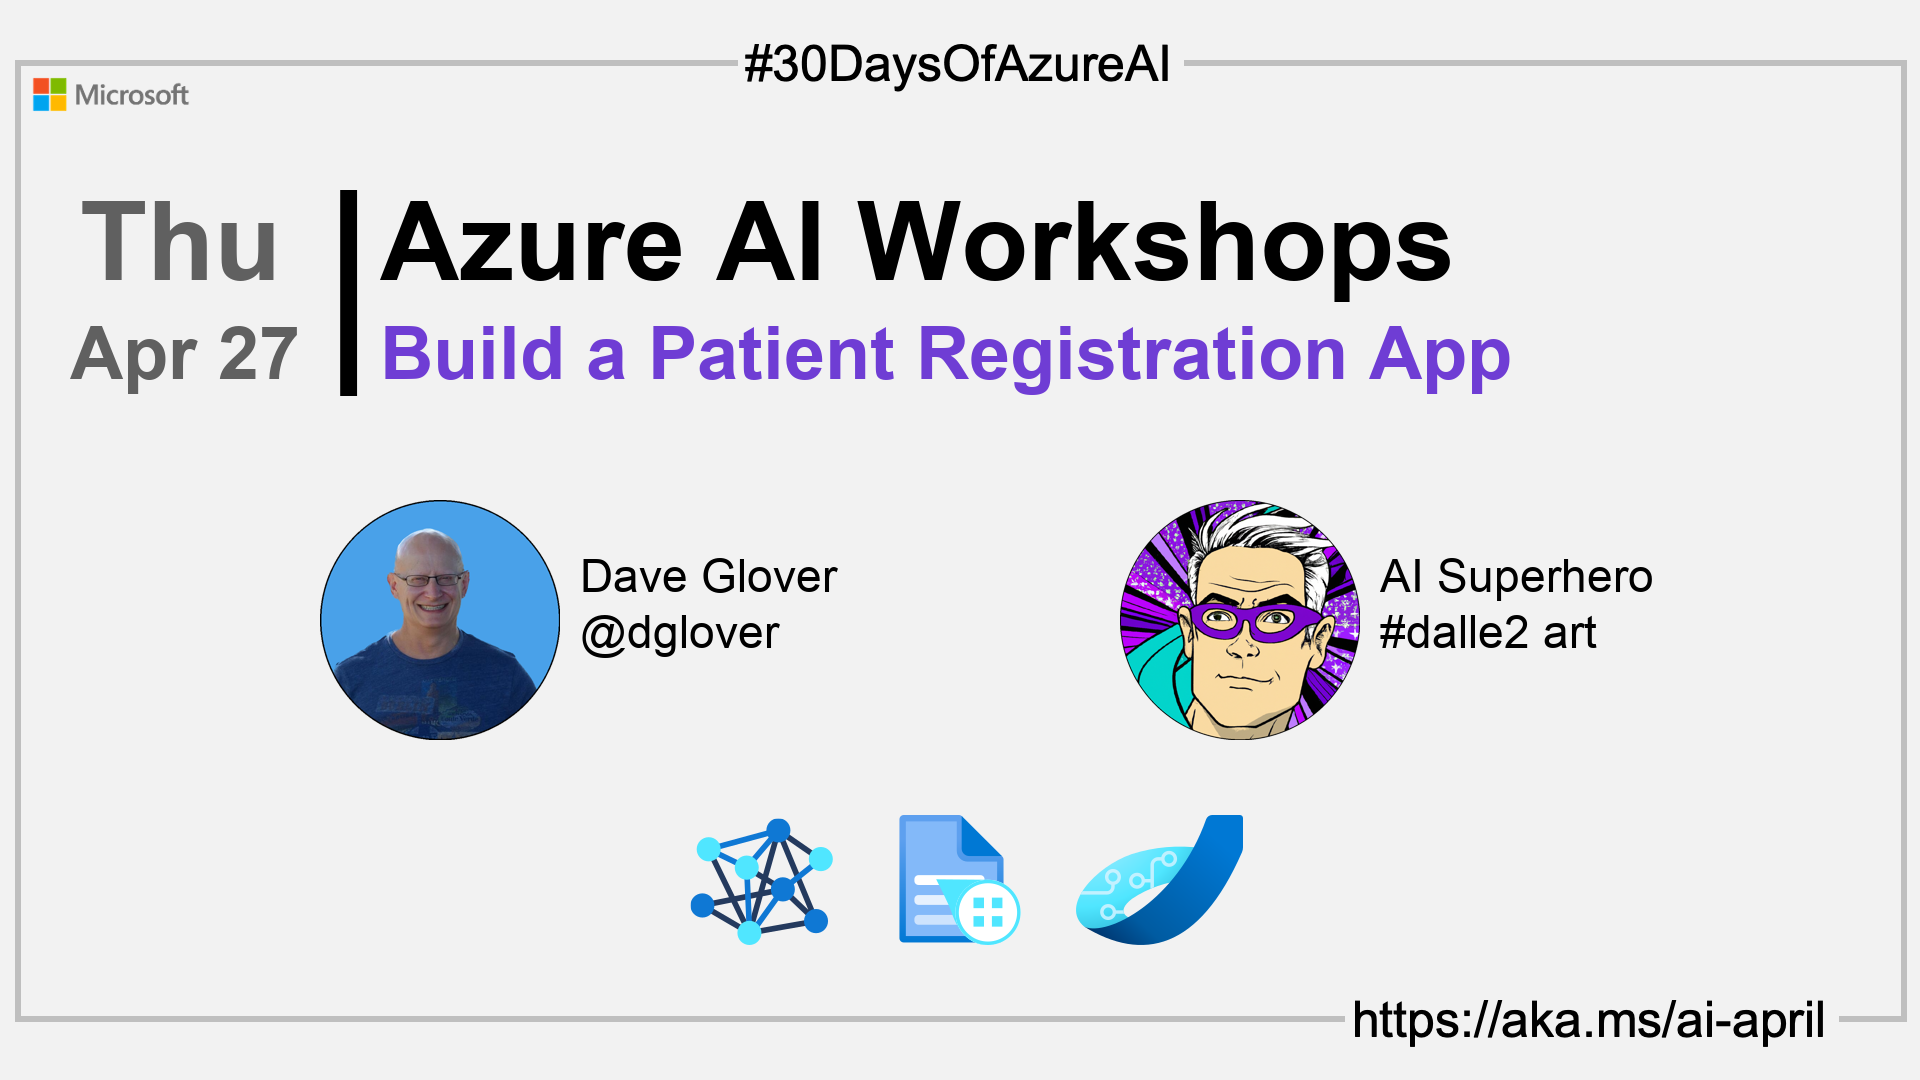 #30DaysOfAzureAI
Microsoft
Thu
Apr 27
Azure AI Workshops
Build a Patient Registration App
Dave Glover
@dglover
AI Superhero
#dalle2 art
https://aka.ms/ai-april